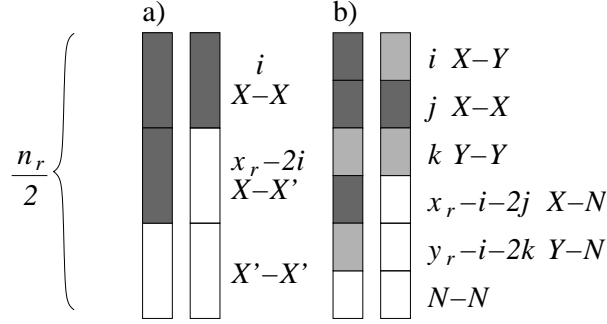 a)
b)
n_r
2
i
X–X
x_r–2i
X–X'
X'–X'
i X–Y
j X–X
k Y–Y
x_r–i–2j X–N
y_r–i–2k Y–N
N–N